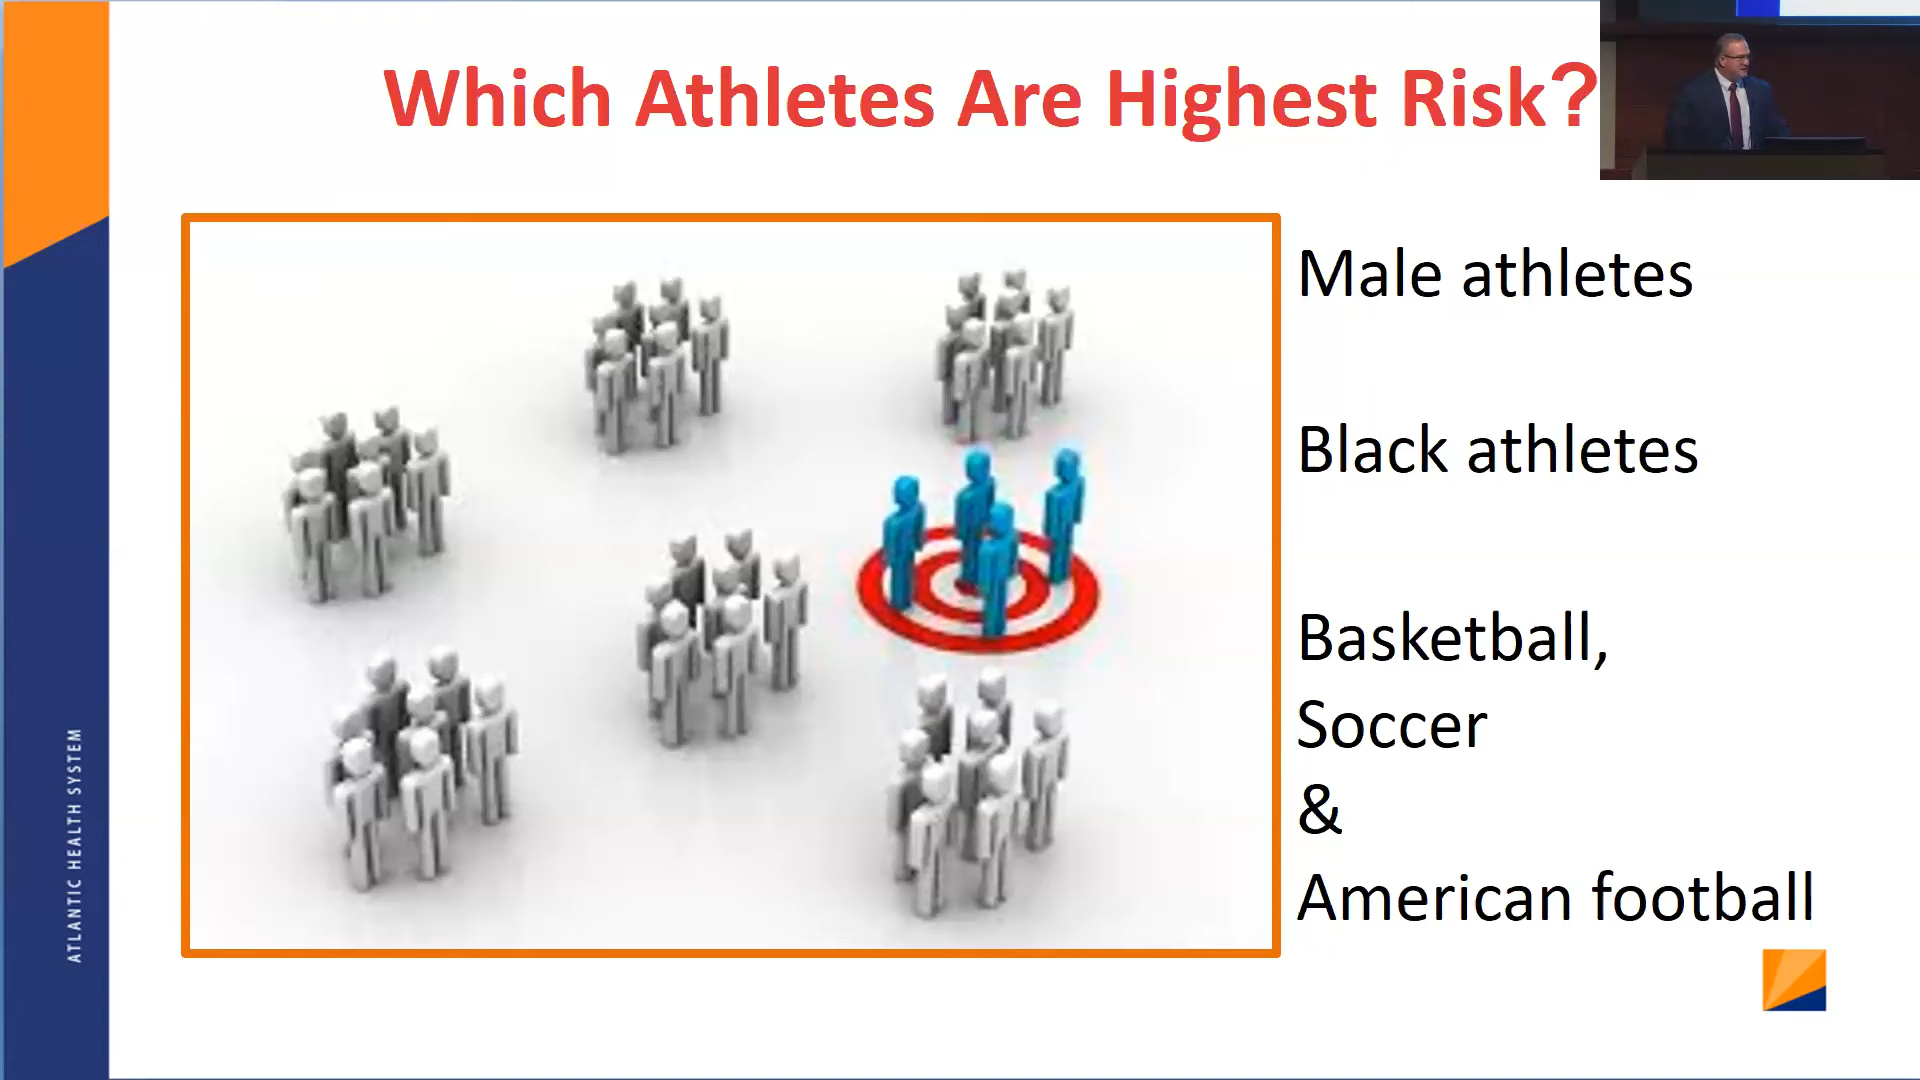 Which Athletes Are Highest Risk?
Male athletes
Black athletes
Basketball,
Soccer
&
American football
ATLANTIC HEALTH SYSTEM